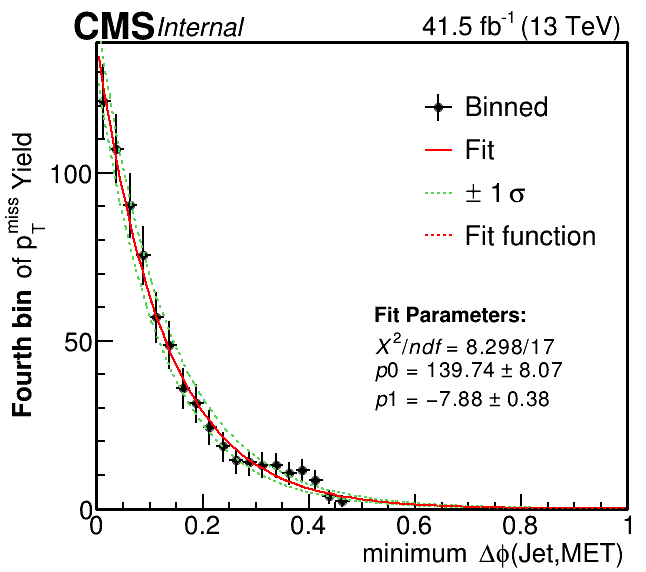 CMS Internal 41.5 fb⁻¹ (13 TeV)
Binned
Fit
± 1 σ
Fit function
Fit Parameters:
Χ²/ndf = 8.298/17
p0 = 139.74 ± 8.07
p1 = −7.88 ± 0.38
Fourth bin of p_T^miss Yield
100
50
0
0 0.2 0.4 0.6 0.8 1
minimum Δϕ(Jet,MET)